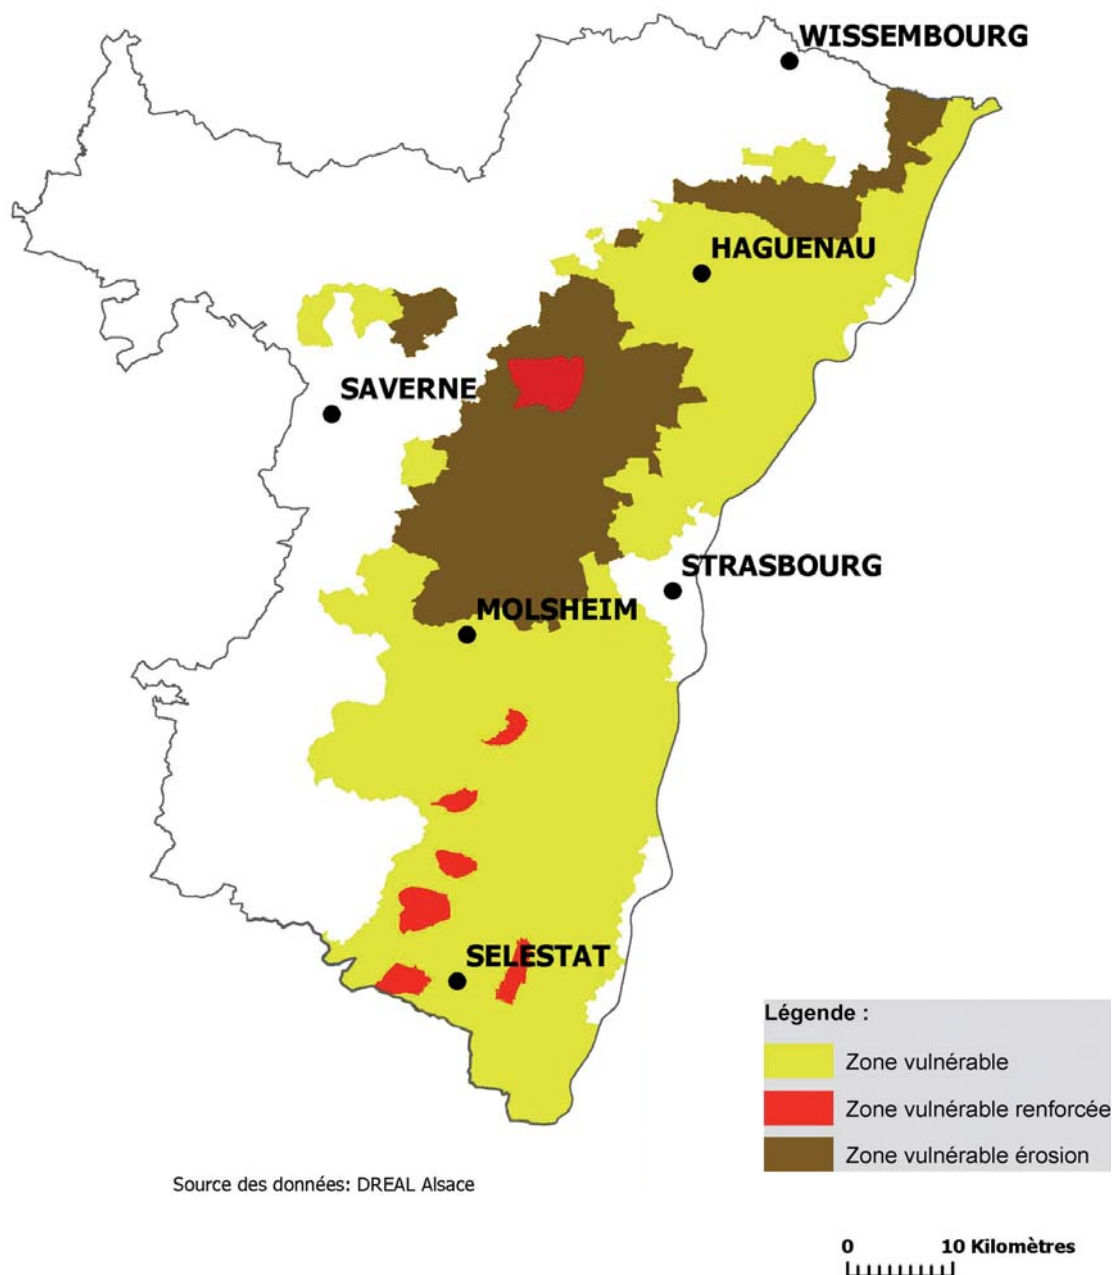 WISSEMBOURG
HAGUENAU
SAVERNE
STRASBOURG
MOLSHEIM
SELESTAT
Légende :
Zone vulnérable
Zone vulnérable renforcée
Zone vulnérable érosion
Source des données: DREAL Alsace
0 10 Kilomètres